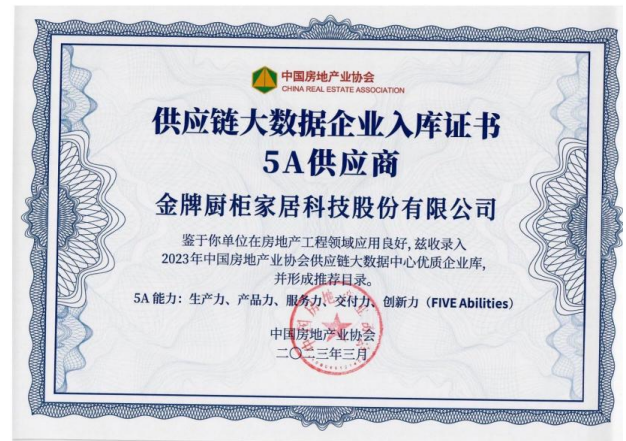 中国房地产业协会
CHINA REAL ESTATE ASSOCIATION
供应链大数据企业入库证书
5A供应商
金牌厨柜家居科技股份有限公司
鉴于你单位在房地产工程领域应用良好, 兹收录入
2023年中国房地产业协会供应链大数据中心优质企业库,
并形成推荐目录。
5A 能力：生产力、产品力、服务力、交付力、创新力（FIVE Abilities）
中国房地产业协会
二〇二三年三月